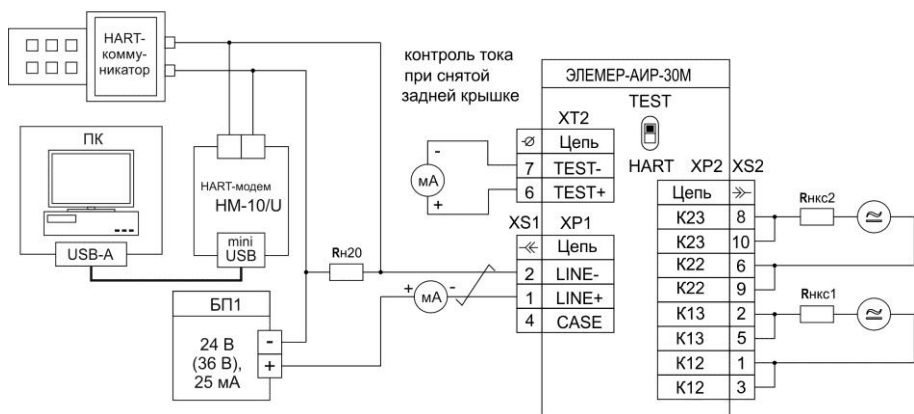 HART-
комму-
никатор
ПК
USB-A
HART-модем
НМ-10/U
mini
USB
БП1
24 В
(36 В),
25 мА
-
+
Rн20
+ мА -
контроль тока
при снятой
задней крышке
-
мА
+
ЭЛЕМЕР-АИР-30М
TEST
HART
XT2
Цепь
7 TEST-
6 TEST+
XS1 XP1
Цепь
2 LINE-
1 LINE+
4 CASE
XP2 XS2
Цепь
К23 8
К23 10
К22 6
К22 9
К13 2
К13 5
К12 1
К12 3
Rнкс2
Rнкс1